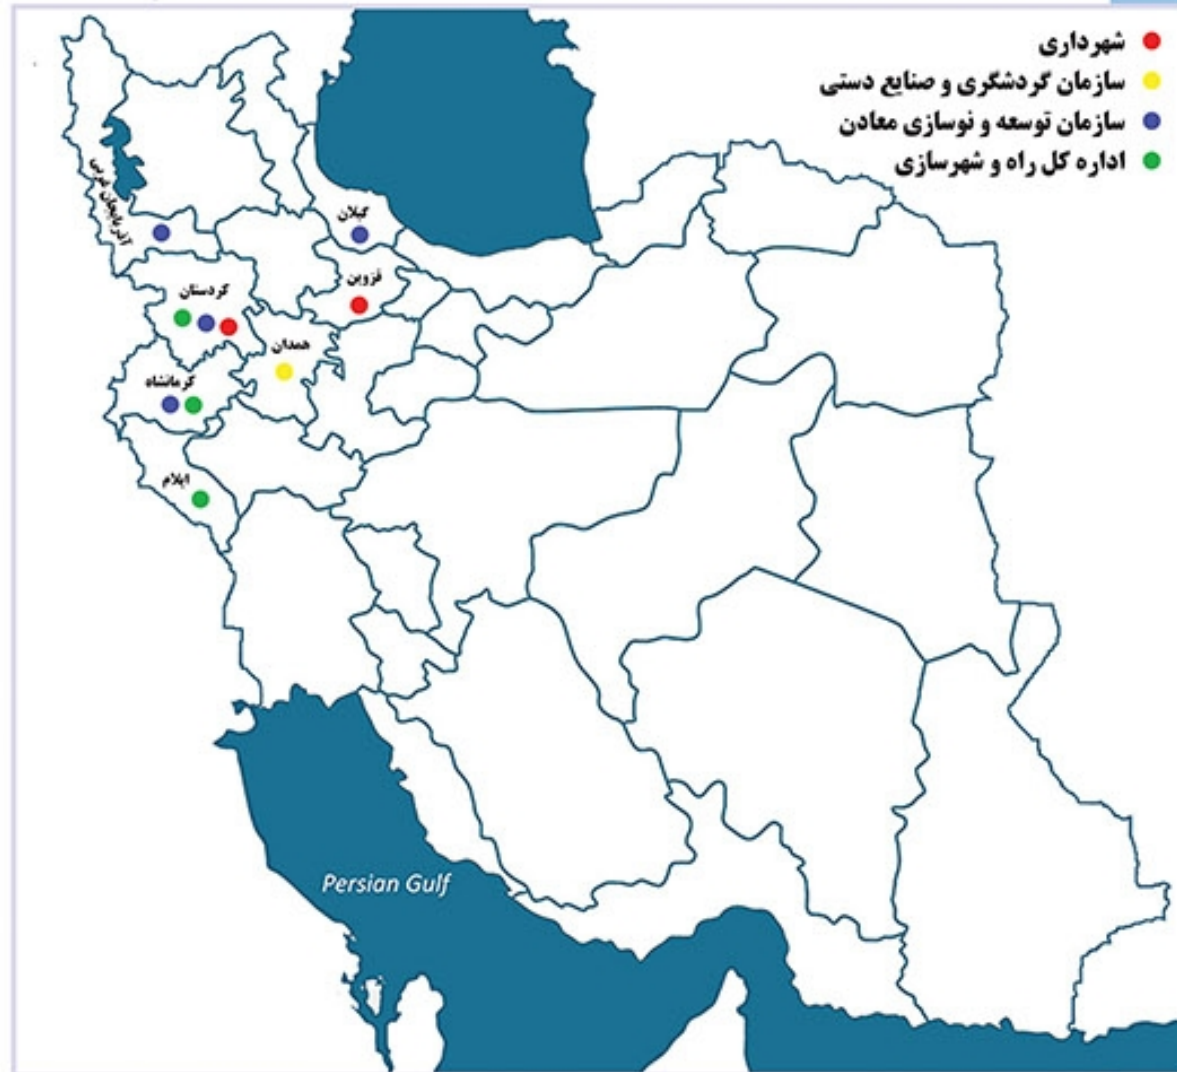 شهرداری
سازمان گردشگری و صنایع دستی
سازمان توسعه و نوسازی معادن
اداره کل راه و شهرسازی
آذربایجان غربی
گیلان
قزوین
کردستان
همدان
کرمانشاه
ایلام
Persian Gulf